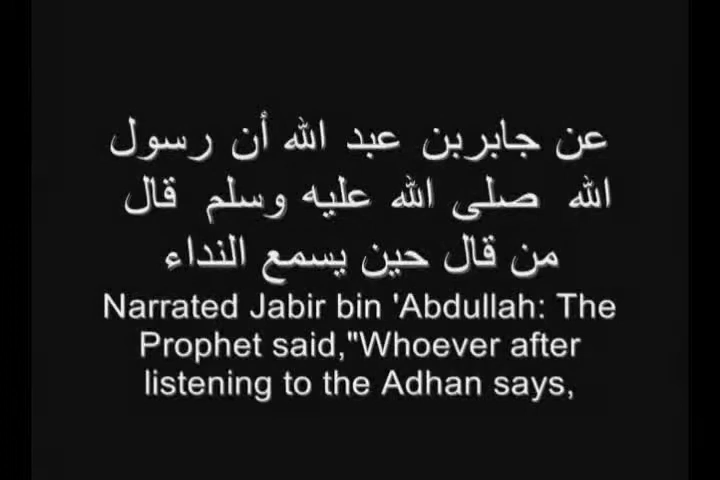 عن جابربن عبد الله أن رسول
الله صلى الله عليه وسلم قال
من قال حين يسمع النداء
Narrated Jabir bin 'Abdullah: The
Prophet said,"Whoever after
listening to the Adhan says,